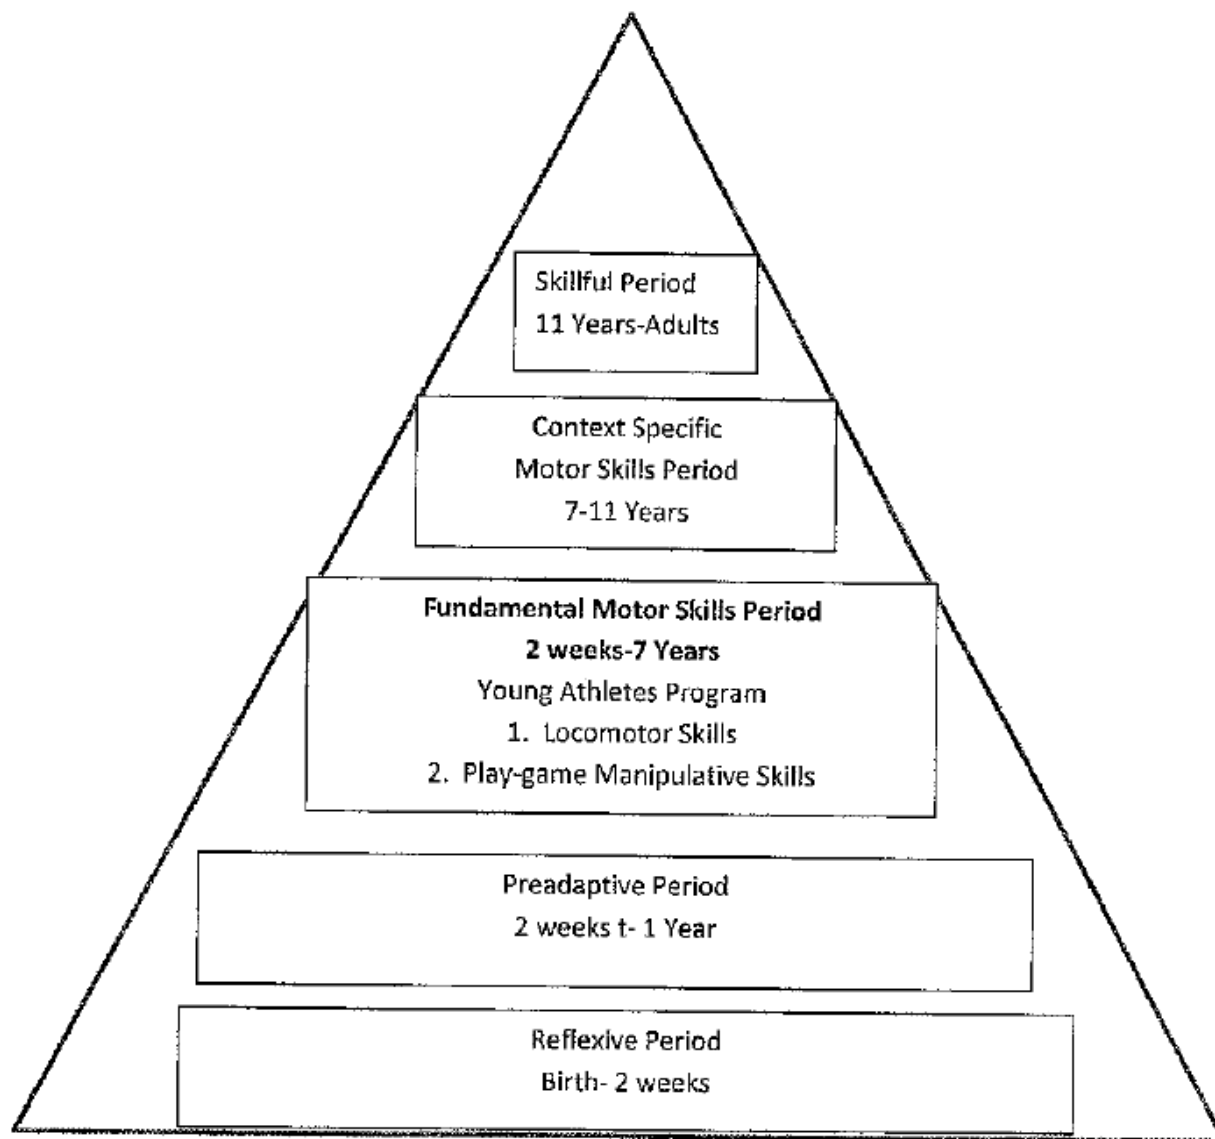 Skillful Period
11 Years-Adults
Context Specific
Motor Skills Period
7-11 Years
Fundamental Motor Skills Period
2 weeks-7 Years
Young Athletes Program
1. Locomotor Skills
2. Play-game Manipulative Skills
Preadaptive Period
2 weeks t- 1 Year
Reflexive Period
Birth- 2 weeks